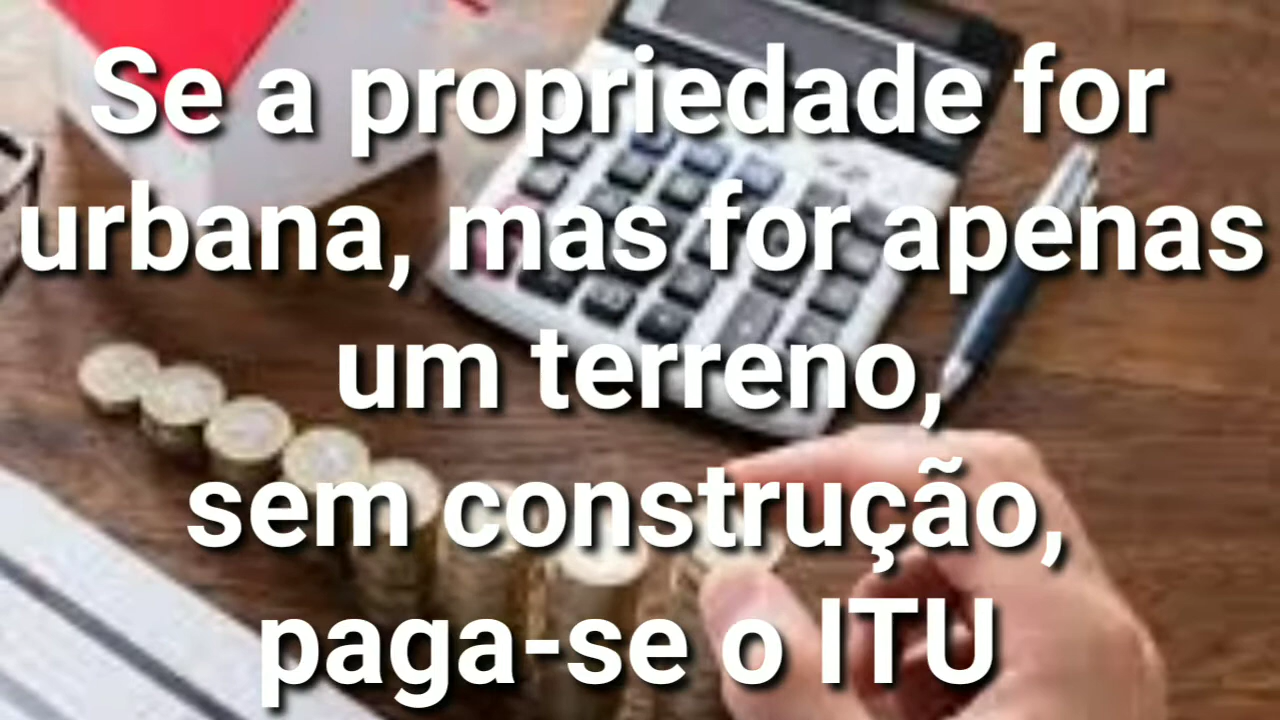 Se a propriedade for
urbana, mas for apenas
um terreno,
sem construção,
paga-se o ITU